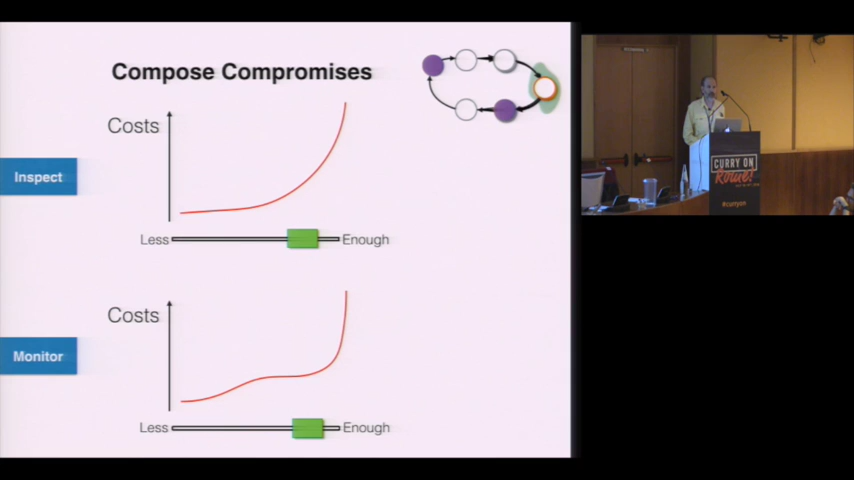 Compose Compromises
Costs
Inspect
Less
Enough
Costs
Monitor
Less
Enough
CURRY ON
Rome!
#curryon